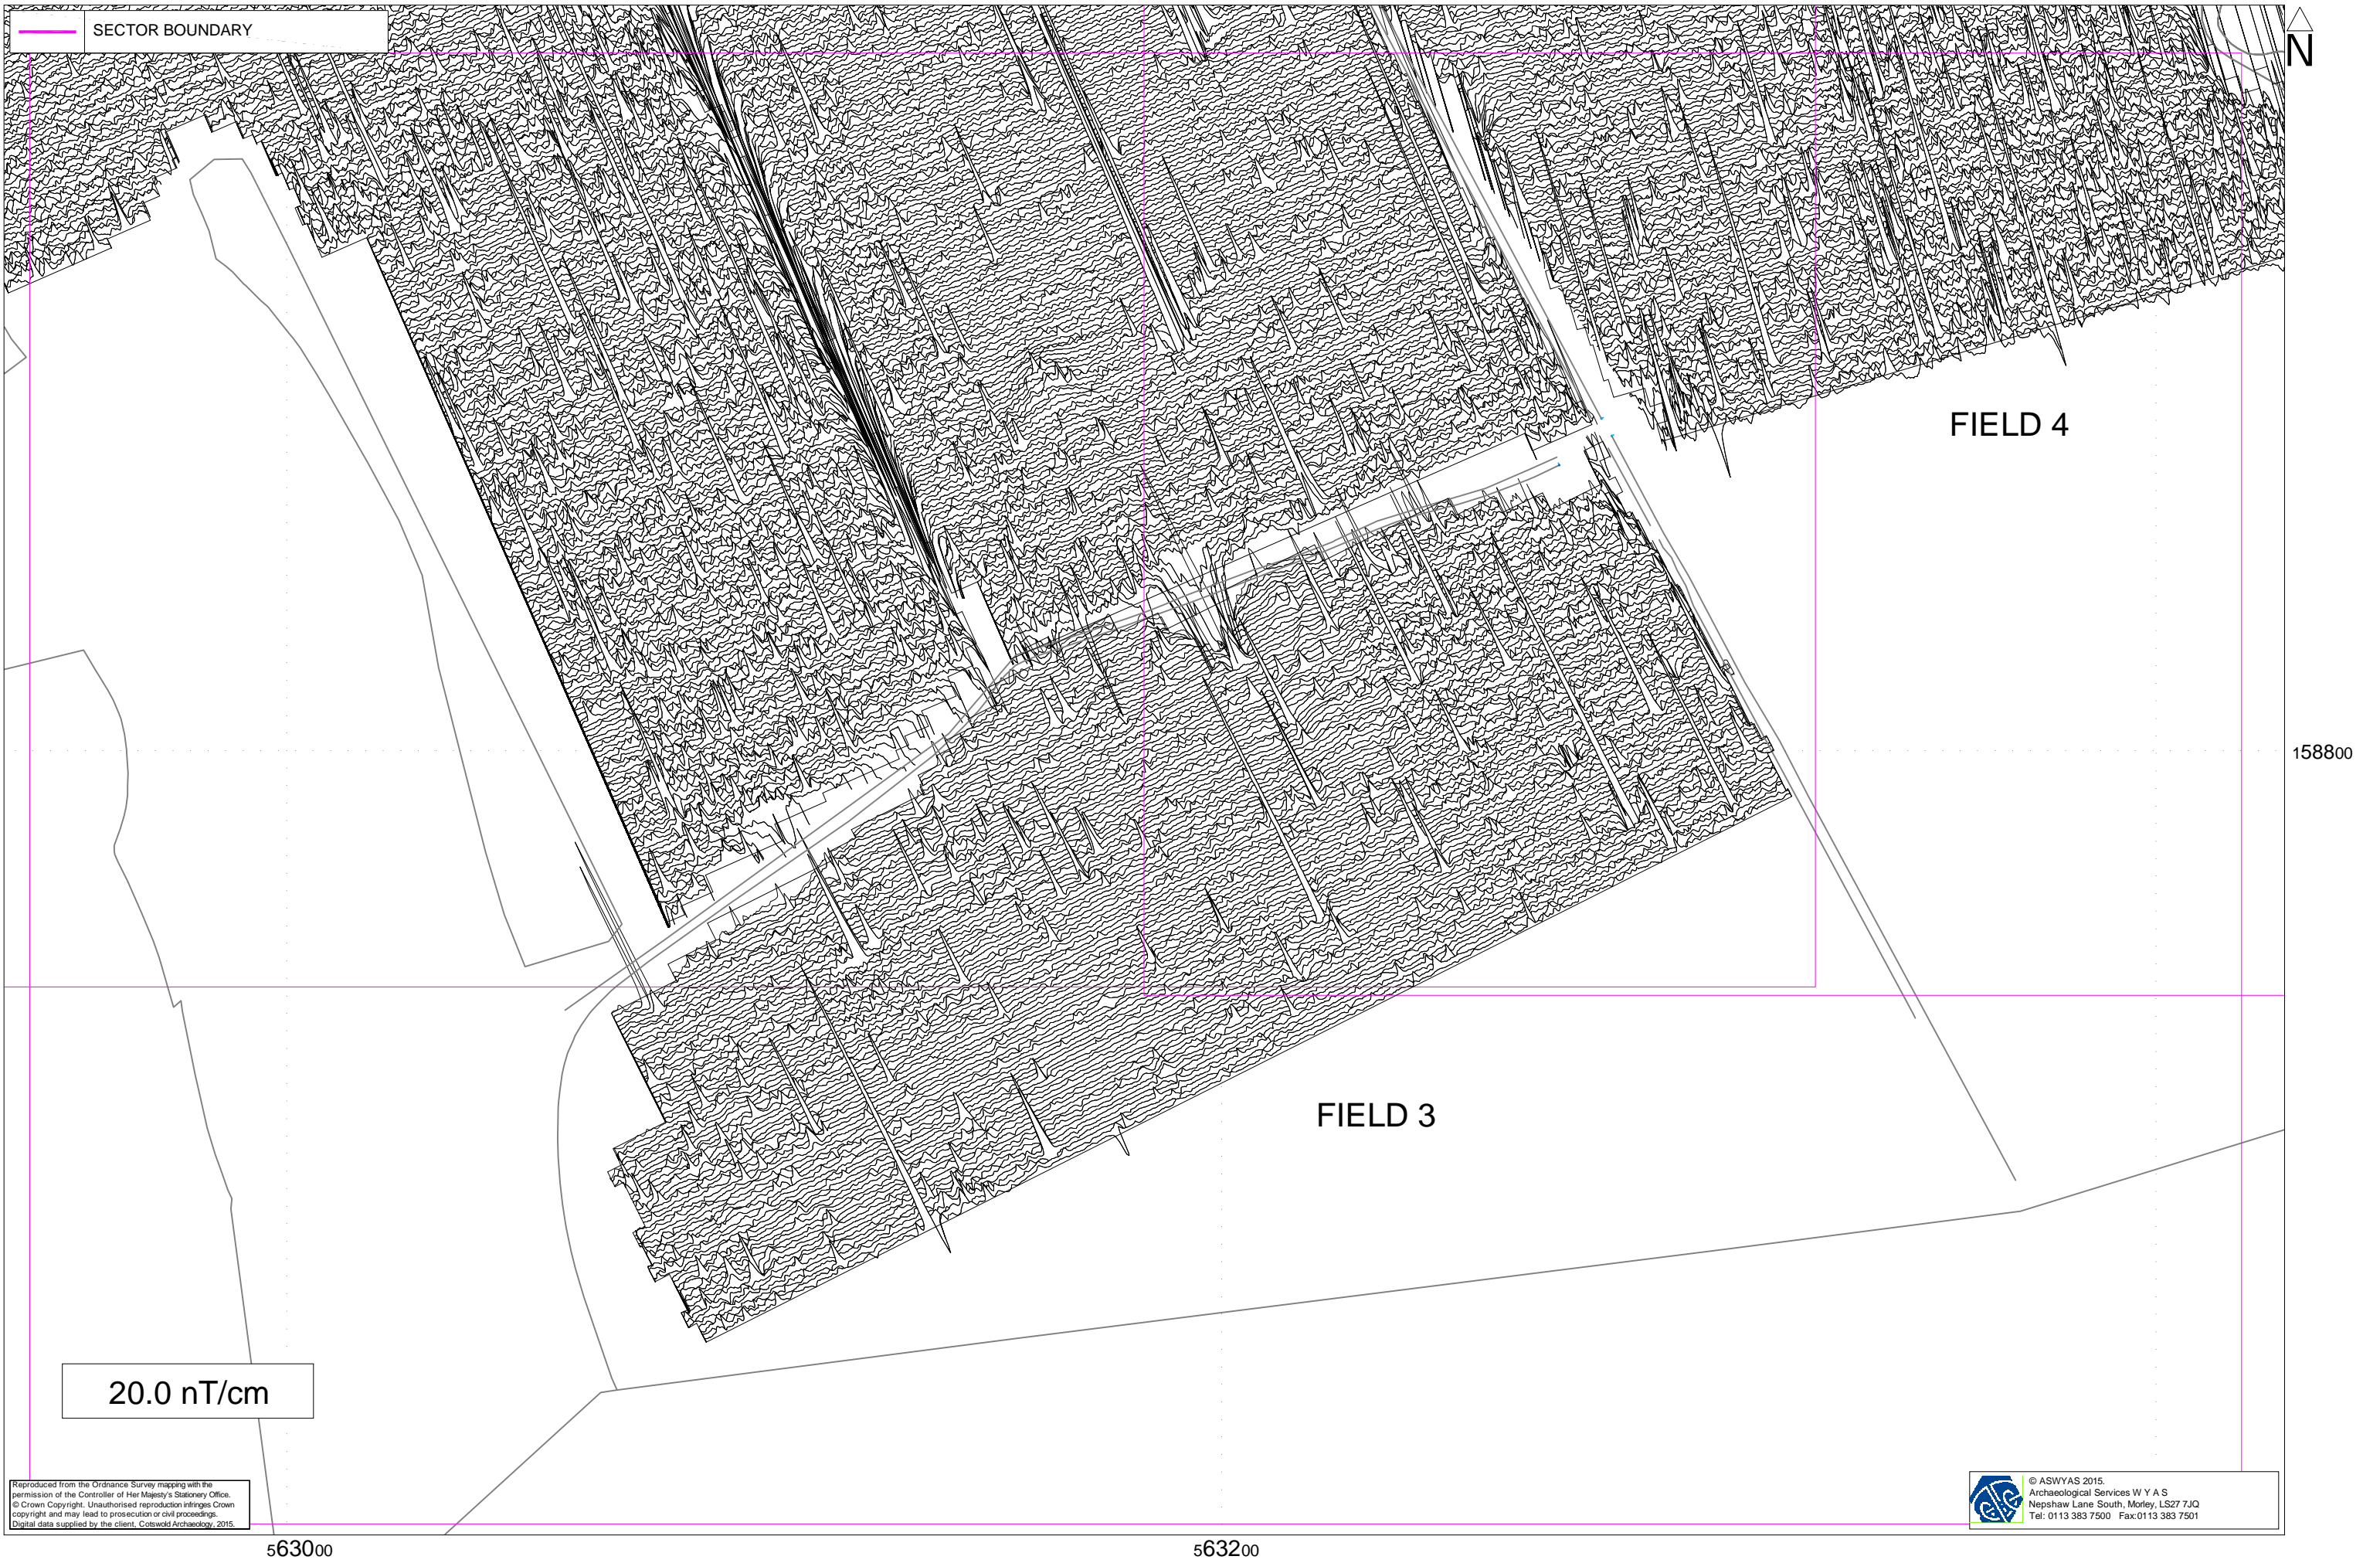 SECTOR BOUNDARY
N
FIELD 4
158800
FIELD 3
20.0 nT/cm
Reproduced from the Ordnance Survey mapping with the
permission of the Controller of Her Majesty's Stationery Office.
© Crown Copyright. Unauthorised reproduction infringes Crown
copyright and may lead to prosecution or civil proceedings.
Digital data supplied by the client, Cotswold Archaeology, 2015.
© ASWYAS 2015.
Archaeological Services W Y A S
Nepshaw Lane South, Morley, LS27 7JQ
Tel: 0113 383 7500 Fax:0113 383 7501
563000
563200